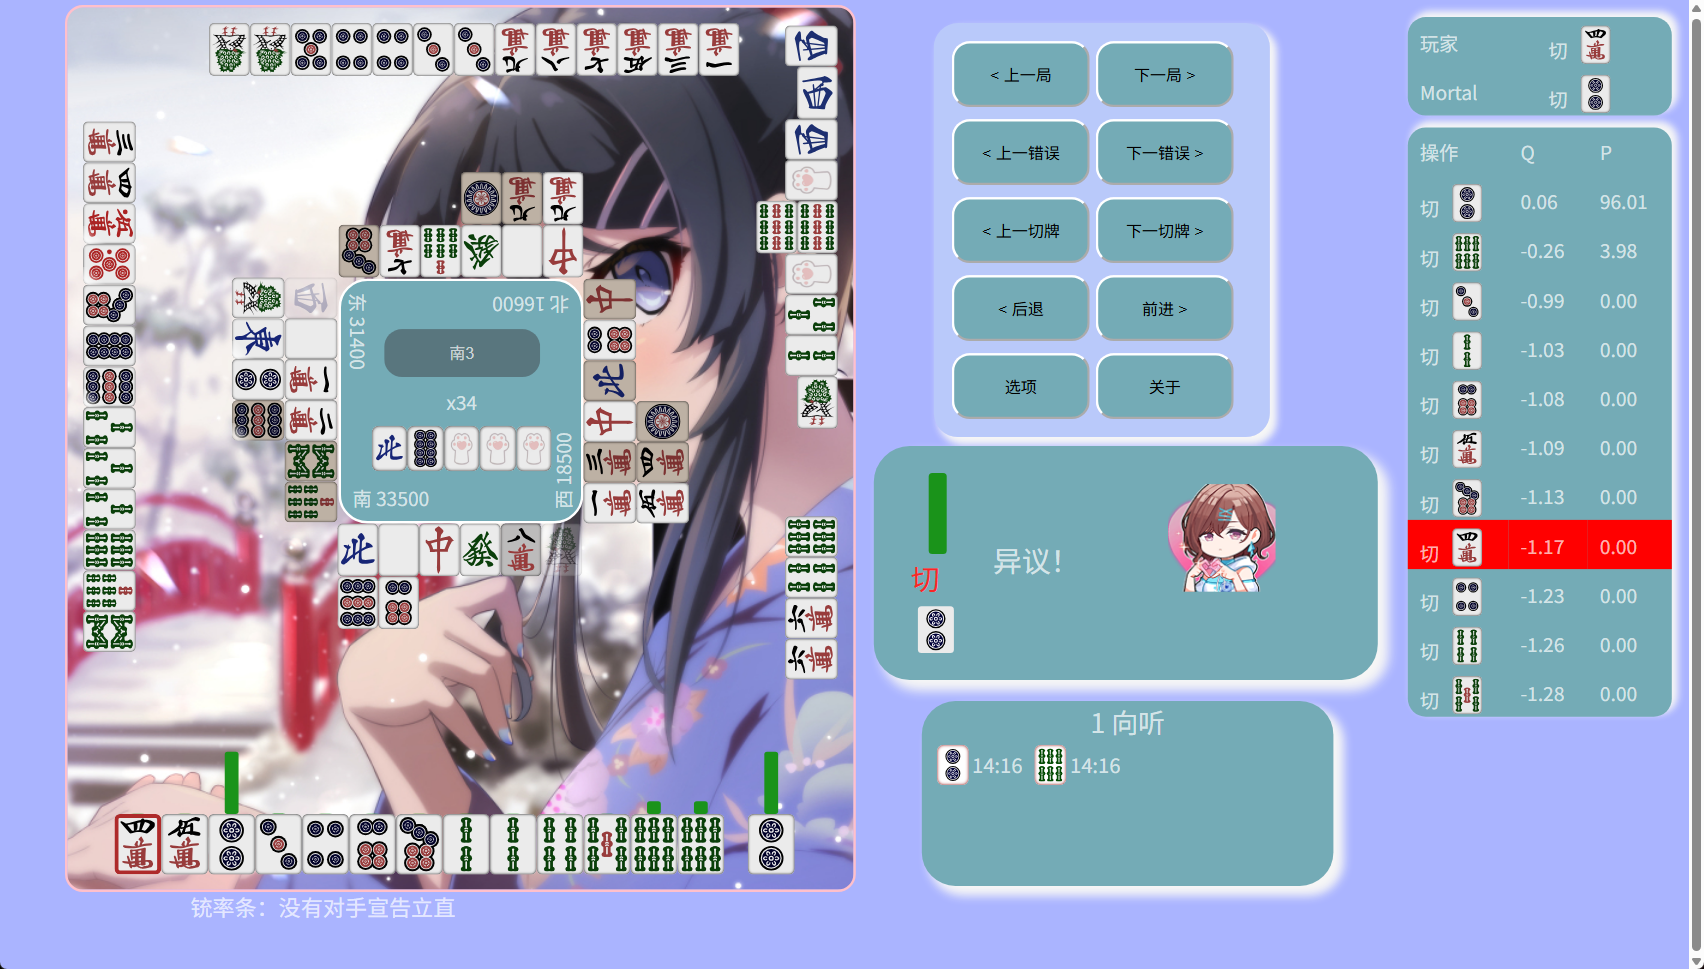 < 上一局
下一局 >
< 上一错误
下一错误 >
< 上一切牌
下一切牌 >
< 后退
前进 >
选项
关于
东 31400
北 16600
南3
x34
南 33500
西 18500
异议！
切
1 向听
14:16
14:16
铳率条：没有对手宣告立直
玩家 切
Mortal 切
操作 Q P
切 0.06 96.01
切 -0.26 3.98
切 -0.99 0.00
切 -1.03 0.00
切 -1.08 0.00
切 -1.09 0.00
切 -1.13 0.00
切 -1.17 0.00
切 -1.23 0.00
切 -1.26 0.00
切 -1.28 0.00